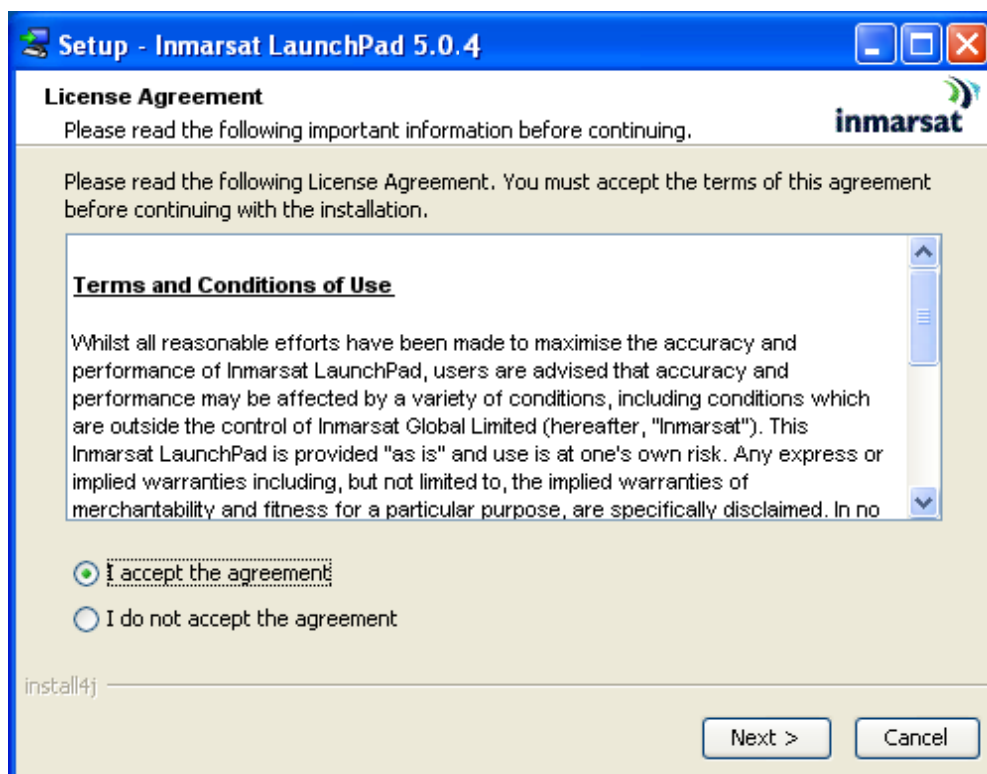 Setup - Inmarsat LaunchPad 5.0.4
License Agreement
Please read the following important information before continuing.
inmarsat
Please read the following License Agreement. You must accept the terms of this agreement
before continuing with the installation.
Terms and Conditions of Use
Whilst all reasonable efforts have been made to maximise the accuracy and
performance of Inmarsat LaunchPad, users are advised that accuracy and
performance may be affected by a variety of conditions, including conditions which
are outside the control of Inmarsat Global Limited (hereafter, "Inmarsat"). This
Inmarsat LaunchPad is provided "as is" and use is at one's own risk. Any express or
implied warranties including, but not limited to, the implied warranties of
merchantability and fitness for a particular purpose, are specifically disclaimed. In no
I accept the agreement
I do not accept the agreement
install4j
Next >
Cancel